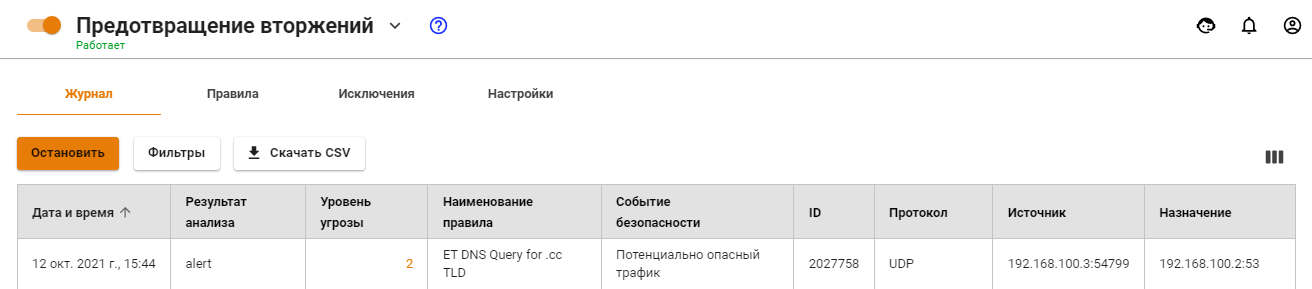 Предотвращение вторжений
Работает
Журнал Правила Исключения Настройки
Остановить Фильтры Скачать CSV
Дата и время Результат анализа Уровень угрозы Наименование правила Событие безопасности ID Протокол Источник Назначение
12 окт. 2021 г., 15:44 alert 2 ET DNS Query for .cc TLD Потенциально опасный трафик 2027758 UDP 192.168.100.3:54799 192.168.100.2:53